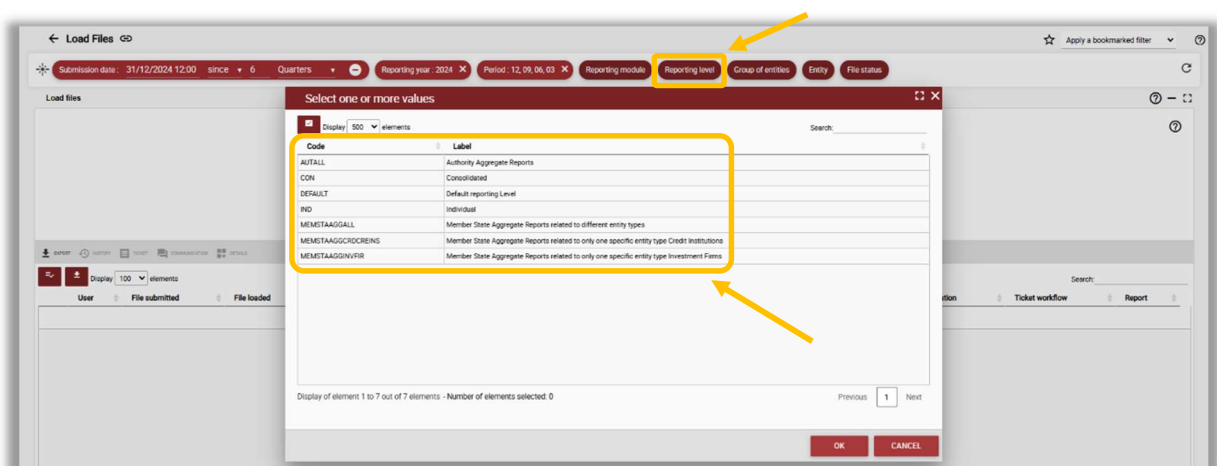 Load Files
Apply a bookmarked filter
Submission date : 31/12/2024 12:00 since 6 Quarters
Reporting year : 2024
Period : 12, 09, 06, 03
Reporting module
Reporting level
Group of entities
Entity
File status
Load files
Select one or more values
Display 500 elements
Search:
Code Label
AUTALL Authority Aggregate Reports
CON Consolidated
DEFAULT Default reporting Level
IND Individual
MEMSTAAGGALL Member State Aggregate Reports related to different entity types
MEMSTAAGGCRDCREINS Member State Aggregate Reports related to only one specific entity type Credit Institutions
MEMSTAAGGINVFIR Member State Aggregate Reports related to only one specific entity type Investment Firms
EXPORT HISTORY TICKET COMMUNICATION DETAILS
Display 100 elements
Search:
User File submitted File loaded
Ticket workflow Report
Display of element 1 to 7 out of 7 elements - Number of elements selected: 0
Previous 1 Next
OK CANCEL